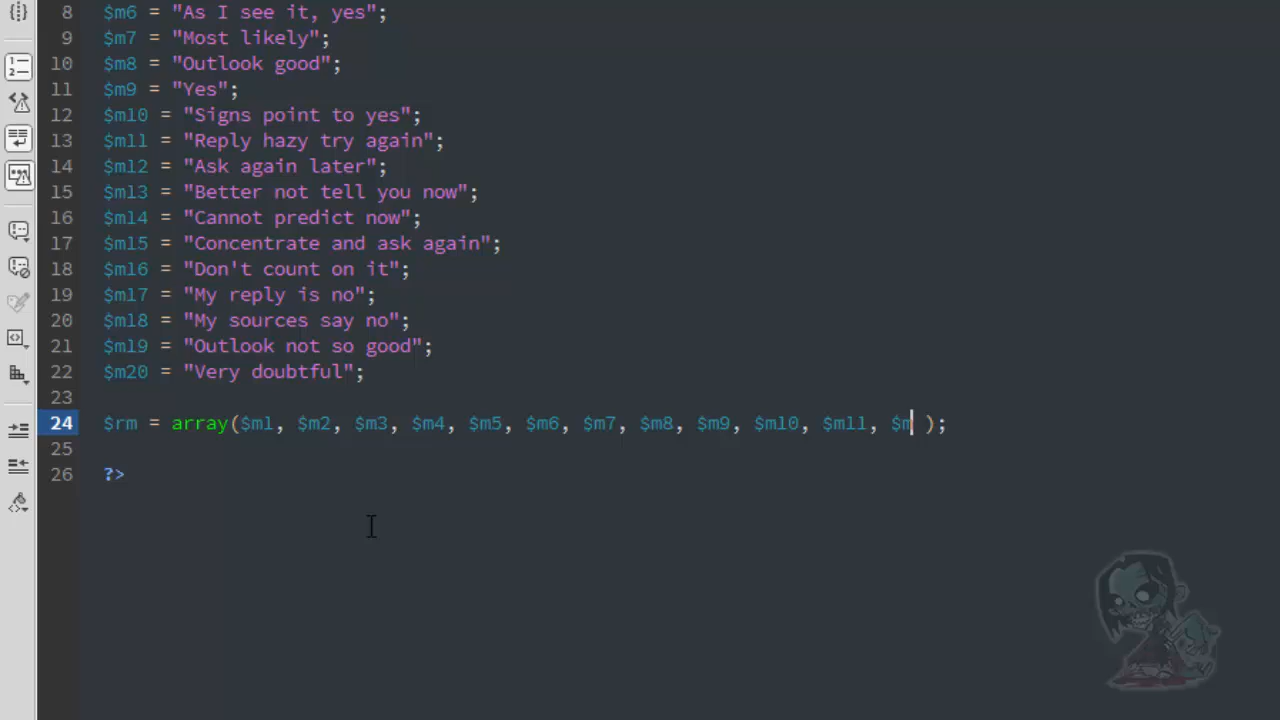 8 $m6 = "As I see it, yes";
9 $m7 = "Most likely";
10 $m8 = "Outlook good";
11 $m9 = "Yes";
12 $m10 = "Signs point to yes";
13 $m11 = "Reply hazy try again";
14 $m12 = "Ask again later";
15 $m13 = "Better not tell you now";
16 $m14 = "Cannot predict now";
17 $m15 = "Concentrate and ask again";
18 $m16 = "Don't count on it";
19 $m17 = "My reply is no";
20 $m18 = "My sources say no";
21 $m19 = "Outlook not so good";
22 $m20 = "Very doubtful";
23
24 $rm = array($m1, $m2, $m3, $m4, $m5, $m6, $m7, $m8, $m9, $m10, $m11, $m );
25
26 ?>